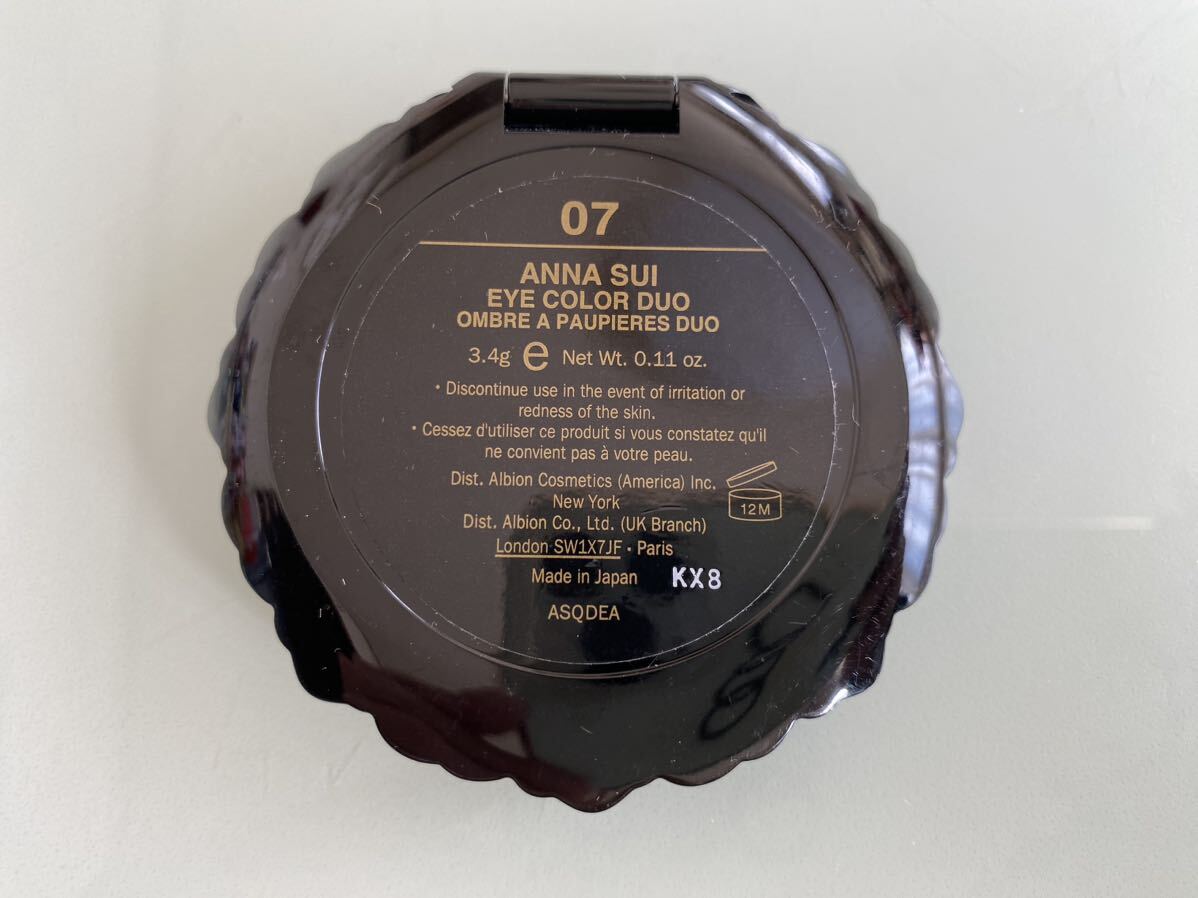 07
ANNA SUI
EYE COLOR DUO
OMBRE A PAUPIERES DUO
3.4g e Net Wt. 0.11 oz.
• Discontinue use in the event of irritation or
redness of the skin.
• Cessez d'utiliser ce produit si vous constatez qu'il
ne convient pas à votre peau.
Dist. Albion Cosmetics (America) Inc.
New York
12M
Dist. Albion Co., Ltd. (UK Branch)
London SW1X7JF • Paris
Made in Japan KX8
ASQDEA